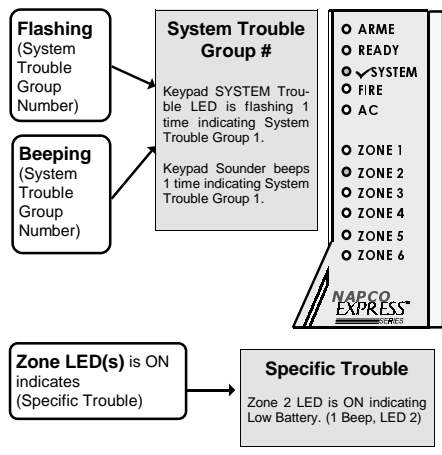 Flashing
(System
Trouble
Group
Number)
System Trouble
Group #
Keypad SYSTEM Trou-
ble LED is flashing 1
time indicating System
Trouble Group 1.
Keypad Sounder beeps
1 time indicating System
Trouble Group 1.
Beeping
(System
Trouble
Group
Number)
ARME
READY
✓SYSTEM
FIRE
AC
ZONE 1
ZONE 2
ZONE 3
ZONE 4
ZONE 5
ZONE 6
NAPCO
EXPRESS™
SERIES
Zone LED(s) is ON
indicates
(Specific Trouble)
Specific Trouble
Zone 2 LED is ON indicating
Low Battery. (1 Beep, LED 2)